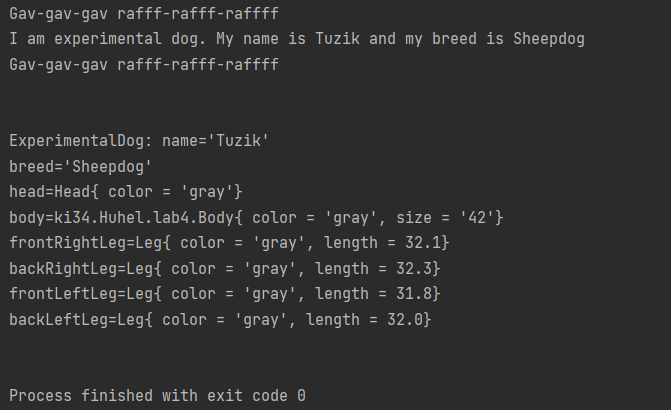 Gav-gav-gav rafff-rafff-raffff
I am experimental dog. My name is Tuzik and my breed is Sheepdog
Gav-gav-gav rafff-rafff-raffff
ExperimentalDog: name='Tuzik'
breed='Sheepdog'
head=Head{ color = 'gray'}
body=ki34.Huhel.lab4.Body{ color = 'gray', size = '42'}
frontRightLeg=Leg{ color = 'gray', length = 32.1}
backRightLeg=Leg{ color = 'gray', length = 32.3}
frontLeftLeg=Leg{ color = 'gray', length = 31.8}
backLeftLeg=Leg{ color = 'gray', length = 32.0}
Process finished with exit code 0